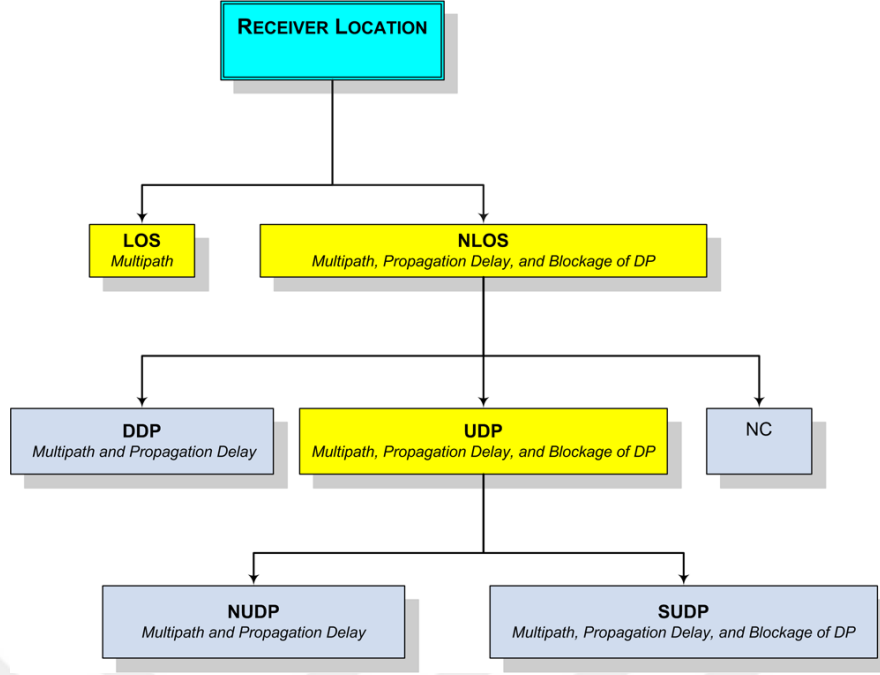 RECEIVER LOCATION
LOS
Multipath
NLOS
Multipath, Propagation Delay, and Blockage of DP
DDP
Multipath and Propagation Delay
UDP
Multipath, Propagation Delay, and Blockage of DP
NC
NUDP
Multipath and Propagation Delay
SUDP
Multipath, Propagation Delay, and Blockage of DP